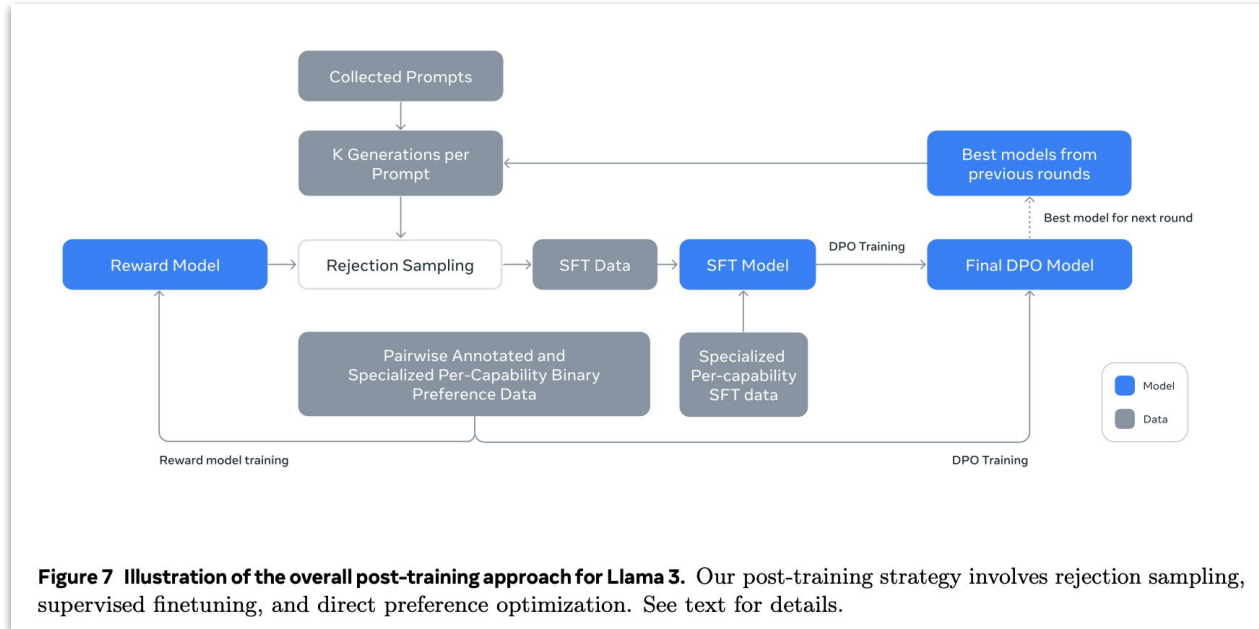 Collected Prompts
K Generations per
Prompt
Best models from
previous rounds
Best model for next round
Reward Model
Rejection Sampling
SFT Data
SFT Model
DPO Training
Final DPO Model
Pairwise Annotated and
Specialized Per-Capability Binary
Preference Data
Specialized
Per-capability
SFT data
Model
Data
Reward model training
DPO Training
Figure 7 Illustration of the overall post-training approach for Llama 3. Our post-training strategy involves rejection sampling,
supervised finetuning, and direct preference optimization. See text for details.